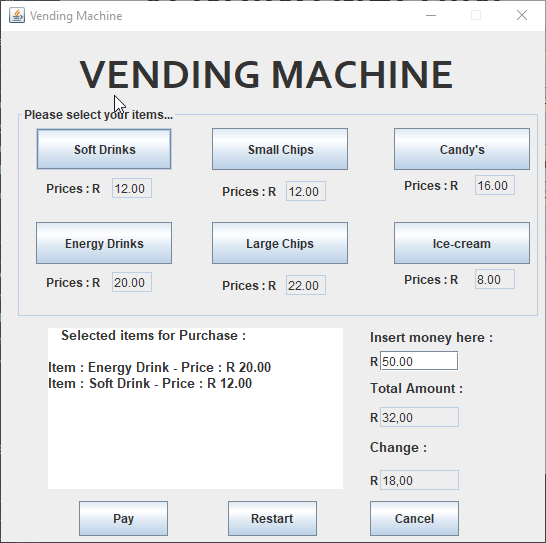 Vending Machine
VENDING MACHINE
Please select your items...
Soft Drinks Small Chips Candy's
Prices : R 12.00 Prices : R 12.00 Prices : R 16.00
Energy Drinks Large Chips Ice-cream
Prices : R 20.00 Prices : R 22.00 Prices : R 8.00
Selected items for Purchase :
Item : Energy Drink - Price : R 20.00
Item : Soft Drink - Price : R 12.00
Insert money here :
R 50.00
Total Amount :
R 32,00
Change :
R 18,00
Pay Restart Cancel